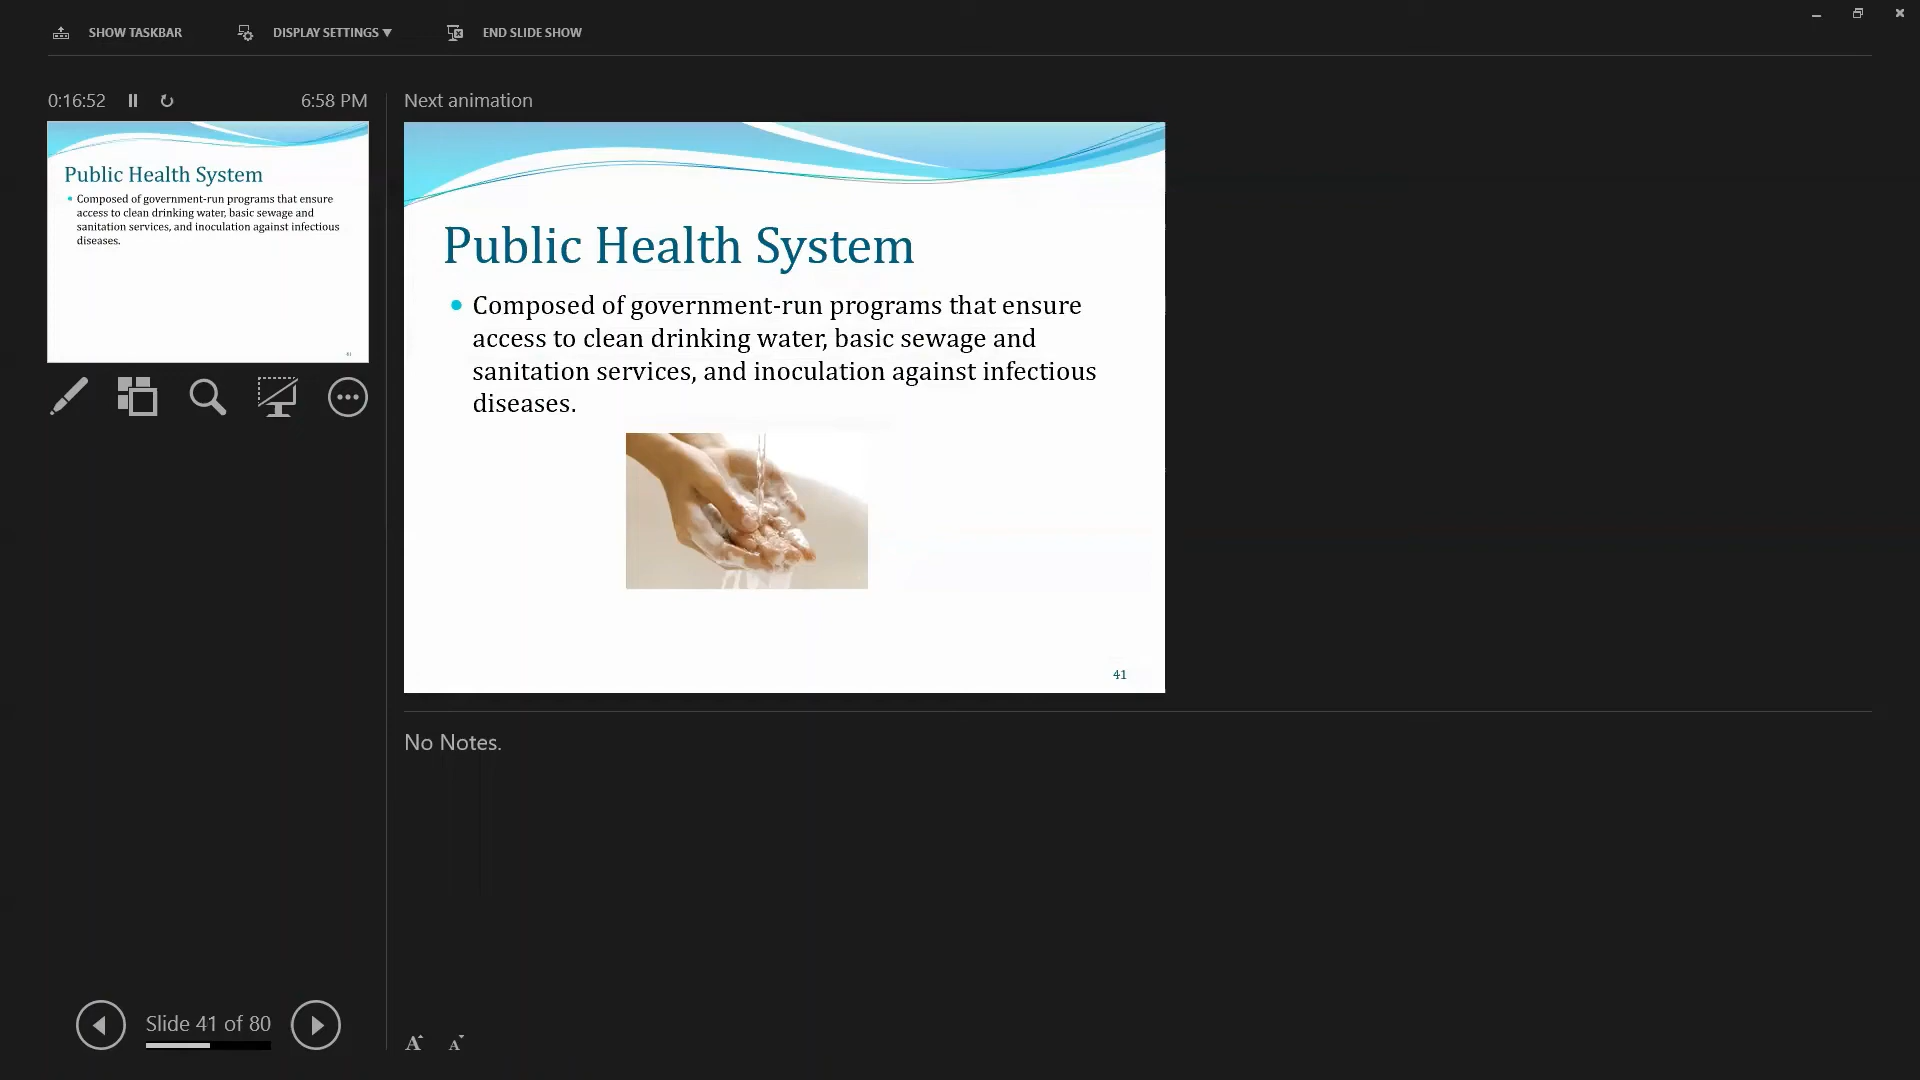 SHOW TASKBAR
DISPLAY SETTINGS ▼
END SLIDE SHOW
0:16:52
6:58 PM
Next animation
Public Health System
Composed of government-run programs that ensure
access to clean drinking water, basic sewage and
sanitation services, and inoculation against infectious
diseases.
41
Public Health System
• Composed of government-run programs that ensure
access to clean drinking water, basic sewage and
sanitation services, and inoculation against infectious
diseases.
41
No Notes.
Slide 41 of 80
A A